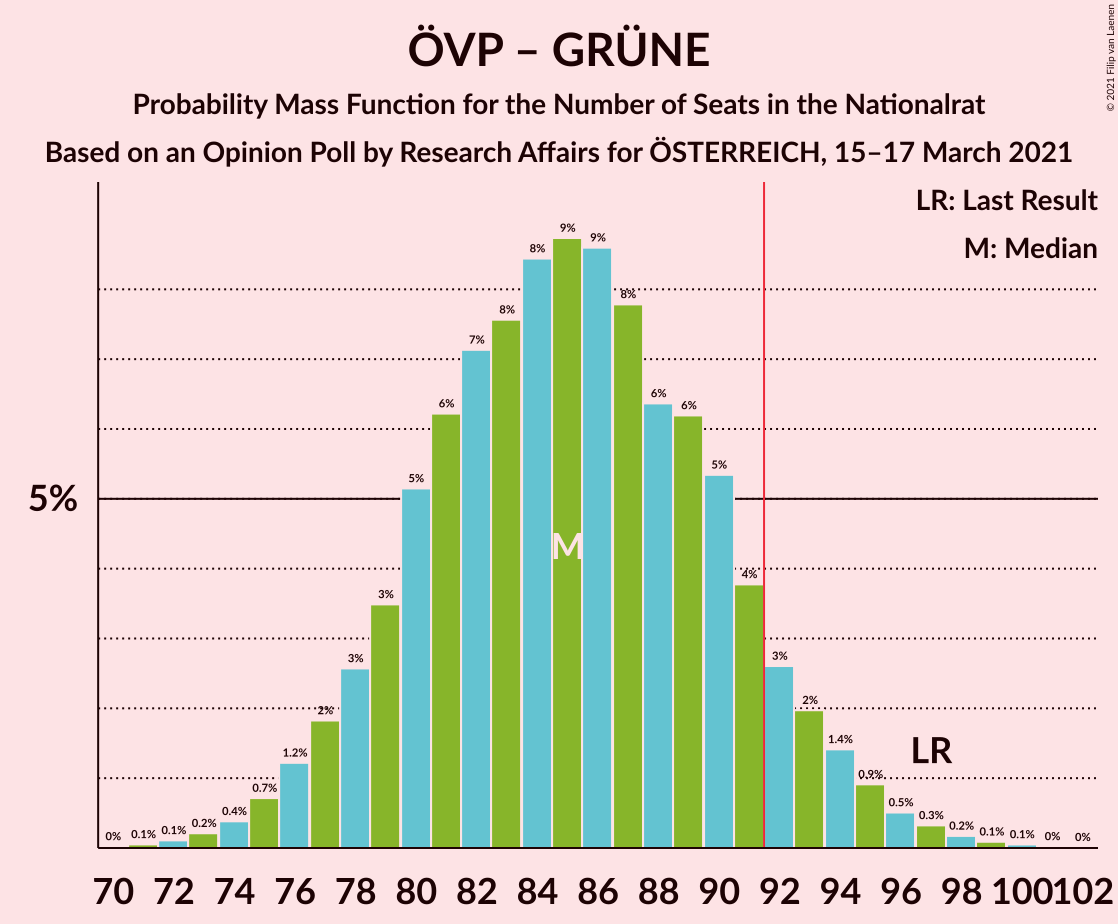 ÖVP – GRÜNE
Probability Mass Function for the Number of Seats in the Nationalrat
Based on an Opinion Poll by Research Affairs for ÖSTERREICH, 15–17 March 2021
© 2021 Filip van Laenen
LR: Last Result
M: Median
5%
0% 0.1% 0.1% 0.2% 0.4% 0.7% 1.2% 2% 3% 3% 5% 6% 7% 8% 8% 9% 9% 8% 6% 6% 5% 4% 3% 2% 1.4% 0.9% 0.5% 0.3% 0.2% 0.1% 0.1% 0% 0%
M
LR
70 72 74 76 78 80 82 84 86 88 90 92 94 96 98 100 102